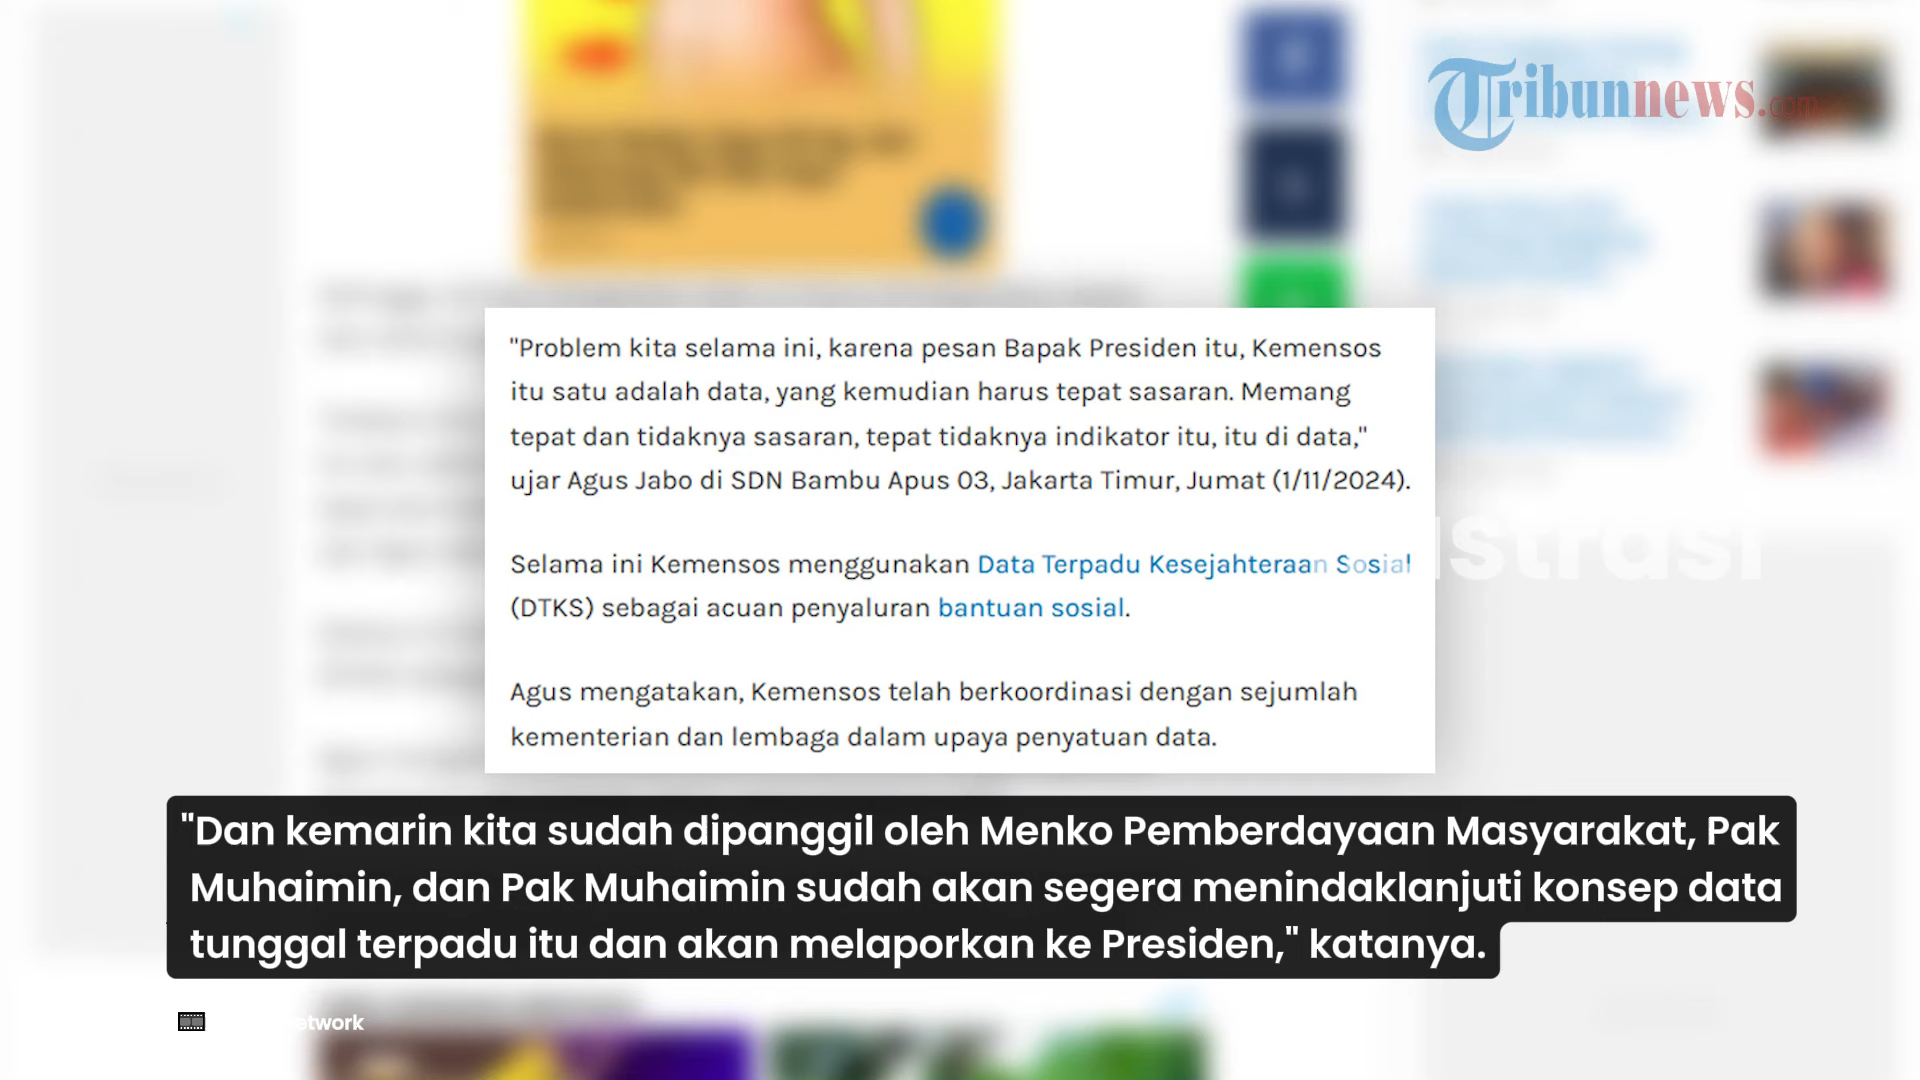 Tribunnews.com
"Problem kita selama ini, karena pesan Bapak Presiden itu, Kemensos
itu satu adalah data, yang kemudian harus tepat sasaran. Memang
tepat dan tidaknya sasaran, tepat tidaknya indikator itu, itu di data,"
ujar Agus Jabo di SDN Bambu Apus 03, Jakarta Timur, Jumat (1/11/2024).
Selama ini Kemensos menggunakan Data Terpadu Kesejahteraan Sosial
(DTKS) sebagai acuan penyaluran bantuan sosial.
Agus mengatakan, Kemensos telah berkoordinasi dengan sejumlah
kementerian dan lembaga dalam upaya penyatuan data.
"Dan kemarin kita sudah dipanggil oleh Menko Pemberdayaan Masyarakat, Pak
Muhaimin, dan Pak Muhaimin sudah akan segera menindaklanjuti konsep data
tunggal terpadu itu dan akan melaporkan ke Presiden," katanya.